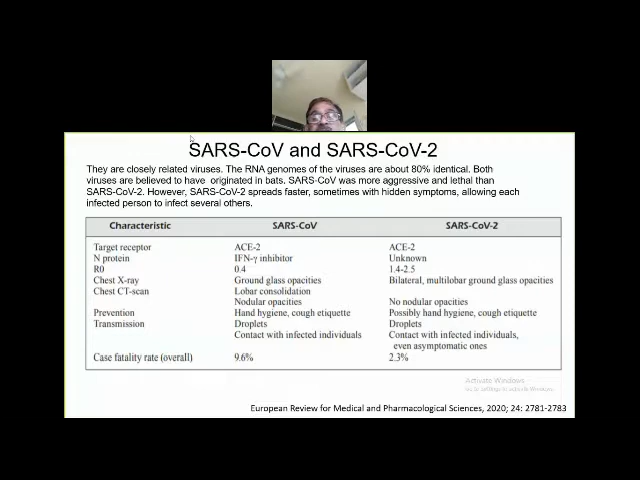 SARS-CoV and SARS-CoV-2
They are closely related viruses. The RNA genomes of the viruses are about 80% identical. Both
viruses are believed to have originated in bats. SARS-CoV was more aggressive and lethal than
SARS-CoV-2. However, SARS-CoV-2 spreads faster, sometimes with hidden symptoms, allowing each
infected person to infect several others.
Characteristic SARS-CoV SARS-CoV-2
Target receptor ACE-2 ACE-2
N protein IFN-γ inhibitor Unknown
R0 0.4 1.4-2.5
Chest X-ray Ground glass opacities Bilateral, multilobar ground glass opacities
Chest CT-scan Lobar consolidation
Nodular opacities No nodular opacities
Prevention Hand hygiene, cough etiquette Possibly hand hygiene, cough etiquette
Transmission Droplets Droplets
Contact with infected individuals Contact with infected individuals,
even asymptomatic ones
Case fatality rate (overall) 9.6% 2.3%
Activate Windows
Go to Settings to activate Windows.
European Review for Medical and Pharmacological Sciences, 2020; 24: 2781-2783